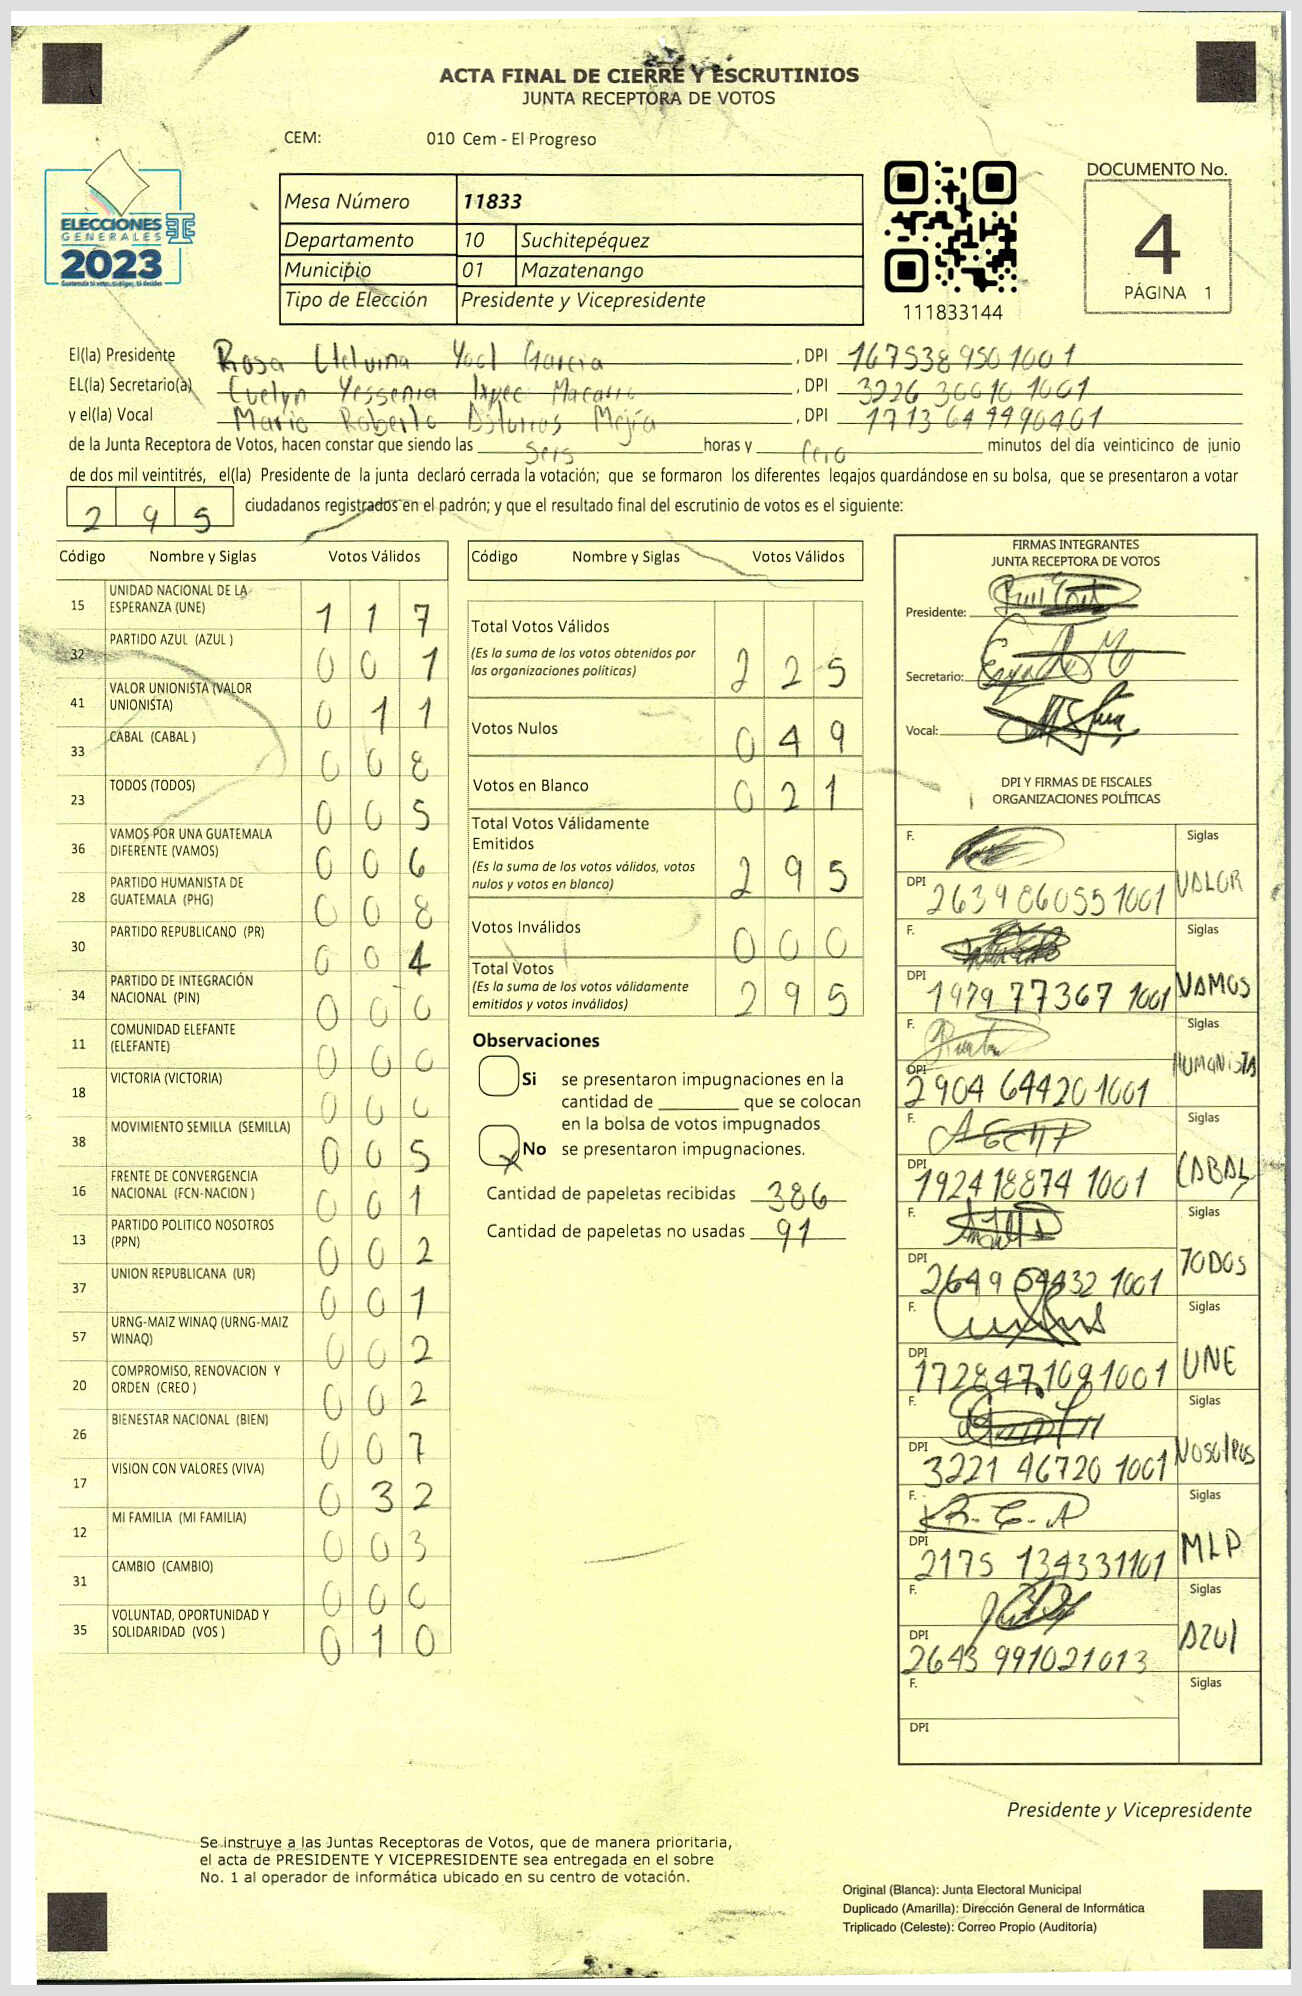 ACTA FINAL DE CIERRE Y ESCRUTINIOS
JUNTA RECEPTORA DE VOTOS
CEM: 010 Cem - El Progreso
ELECCIONES
GENERALES
2023
Mesa Número 11833
Departamento 10 Suchitepéquez
Municipio 01 Mazatenango
Tipo de Elección Presidente y Vicepresidente
111833144
DOCUMENTO No.
4
PÁGINA 1
El(la) Presidente Rosa Yool Garcia, DPI 167538950 1001
EL(la) Secretario(a) Evelyn Yessenia Ixpec, DPI 3226 36616 1001
y el(la) Vocal Mario Roberto Asturias Mejía, DPI 1713 64949 0401
de la Junta Receptora de Votos, hacen constar que siendo las Seis horas y Cero minutos del día veinticinco de junio
de dos mil veintitrés, el(la) Presidente de la junta declaró cerrada la votación; que se formaron los diferentes legajos quardándose en su bolsa, que se presentaron a votar
2 9 5 ciudadanos registrados en el padrón; y que el resultado final del escrutinio de votos es el siguiente:
Código Nombre y Siglas Votos Válidos
15 UNIDAD NACIONAL DE LA ESPERANZA (UNE) 1 1 7
32 PARTIDO AZUL (AZUL ) 0 0 1
41 VALOR UNIONISTA (VALOR UNIONISTA) 0 1 1
33 CABAL (CABAL ) 0 0 8
23 TODOS (TODOS) 0 0 5
36 VAMOS POR UNA GUATEMALA DIFERENTE (VAMOS) 0 0 6
28 PARTIDO HUMANISTA DE GUATEMALA (PHG) 0 0 8
30 PARTIDO REPUBLICANO (PR) 0 0 4
34 PARTIDO DE INTEGRACIÓN NACIONAL (PIN) 0 0 0
11 COMUNIDAD ELEFANTE (ELEFANTE) 0 0 0
18 VICTORIA (VICTORIA) 0 0 0
38 MOVIMIENTO SEMILLA (SEMILLA) 0 0 5
16 FRENTE DE CONVERGENCIA NACIONAL (FCN-NACION ) 0 0 1
13 PARTIDO POLITICO NOSOTROS (PPN) 0 0 2
37 UNION REPUBLICANA (UR) 0 0 1
57 URNG-MAIZ WINAQ (URNG-MAIZ WINAQ) 0 0 2
20 COMPROMISO, RENOVACION Y ORDEN (CREO ) 0 0 2
26 BIENESTAR NACIONAL (BIEN) 0 0 7
17 VISION CON VALORES (VIVA) 0 3 2
12 MI FAMILIA (MI FAMILIA) 0 0 3
31 CAMBIO (CAMBIO) 0 0 0
35 VOLUNTAD, OPORTUNIDAD Y SOLIDARIDAD (VOS ) 0 1 0
Código Nombre y Siglas Votos Válidos
Total Votos Válidos 2 2 5
(Es la suma de los votos obtenidos por
las organizaciones políticas)
Votos Nulos 0 4 9
Votos en Blanco 0 2 1
Total Votos Válidamente
Emitidos 2 9 5
(Es la suma de los votos válidos, votos
nulos y votos en blanco)
Votos Inválidos 0 0 0
Total Votos 2 9 5
(Es la suma de los votos válidamente
emitidos y votos inválidos)
Observaciones
Si se presentaron impugnaciones en la
cantidad de ________ que se colocan
en la bolsa de votos impugnados
X No se presentaron impugnaciones.
Cantidad de papeletas recibidas 386
Cantidad de papeletas no usadas 91
FIRMAS INTEGRANTES
JUNTA RECEPTORA DE VOTOS
Presidente:
Secretario:
Vocal:
DPI Y FIRMAS DE FISCALES
ORGANIZACIONES POLÍTICAS
F. Siglas
DPI 2639 86055 1001 VALOR
F. Siglas
DPI 1979 77367 1001 VAMOS
F. Siglas
DPI 2904 64420 1001 HUMANISTA
F. Siglas
DPI 1924 18874 1001 CABAL
F. Siglas
DPI 2649 54432 1001 TODOS
F. Siglas
DPI 172847109 1001 UNE
F. Siglas
DPI 3221 46720 1001
F. R.C.A Siglas
DPI 2175 13433 1101 MLP
F. Siglas
DPI 2643 99102 1013 AZUL
F. Siglas
DPI
Presidente y Vicepresidente
Se instruye a las Juntas Receptoras de Votos, que de manera prioritaria,
el acta de PRESIDENTE Y VICEPRESIDENTE sea entregada en el sobre
No. 1 al operador de informática ubicado en su centro de votación.
Original (Blanca): Junta Electoral Municipal
Duplicado (Amarilla): Dirección General de Informática
Triplicado (Celeste): Correo Propio (Auditoría)